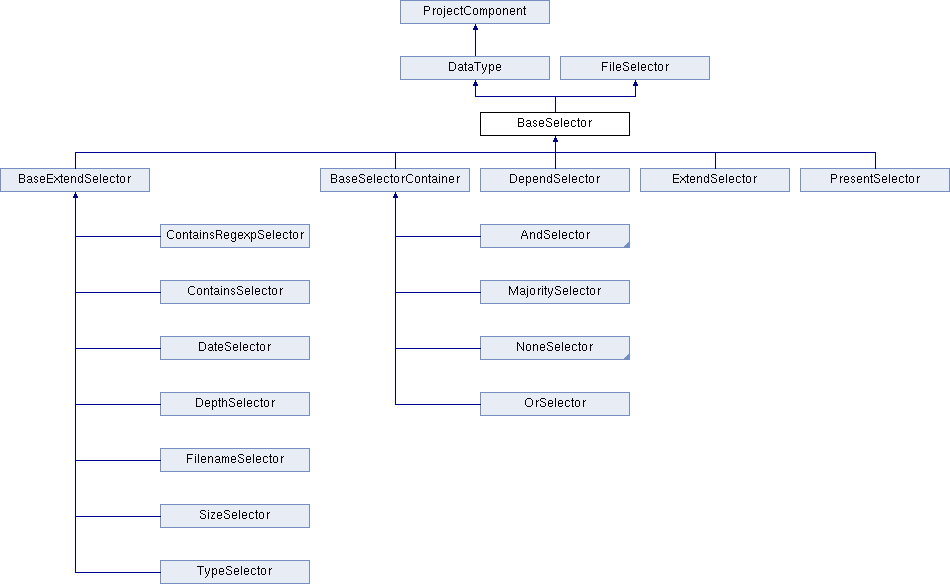 ProjectComponent
DataType
FileSelector
BaseSelector
BaseExtendSelector
BaseSelectorContainer
DependSelector
ExtendSelector
PresentSelector
ContainsRegexpSelector
AndSelector
ContainsSelector
MajoritySelector
DateSelector
NoneSelector
DepthSelector
OrSelector
FilenameSelector
SizeSelector
TypeSelector